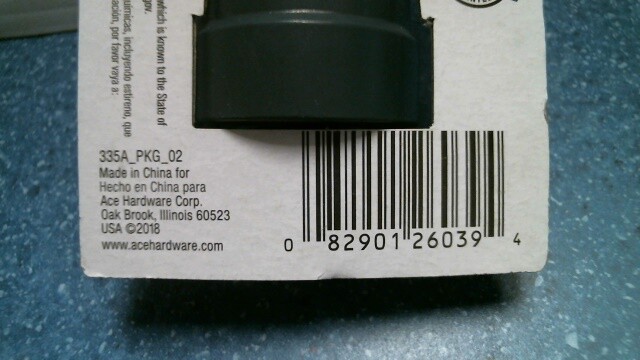 which is known to the State of
gov.
uímicas, incluyendo estireno, que
ación, por favor vaya a:
335A_PKG_02
Made in China for
Hecho en China para
Ace Hardware Corp.
Oak Brook, Illinois 60523
USA ©2018
www.acehardware.com
0 82901 26039 4